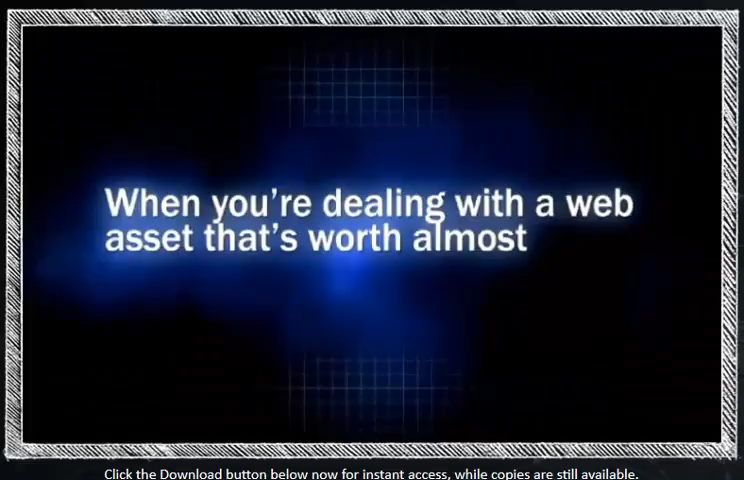 When you're dealing with a web
asset that's worth almost
Click the Download button below now for instant access, while copies are still available.